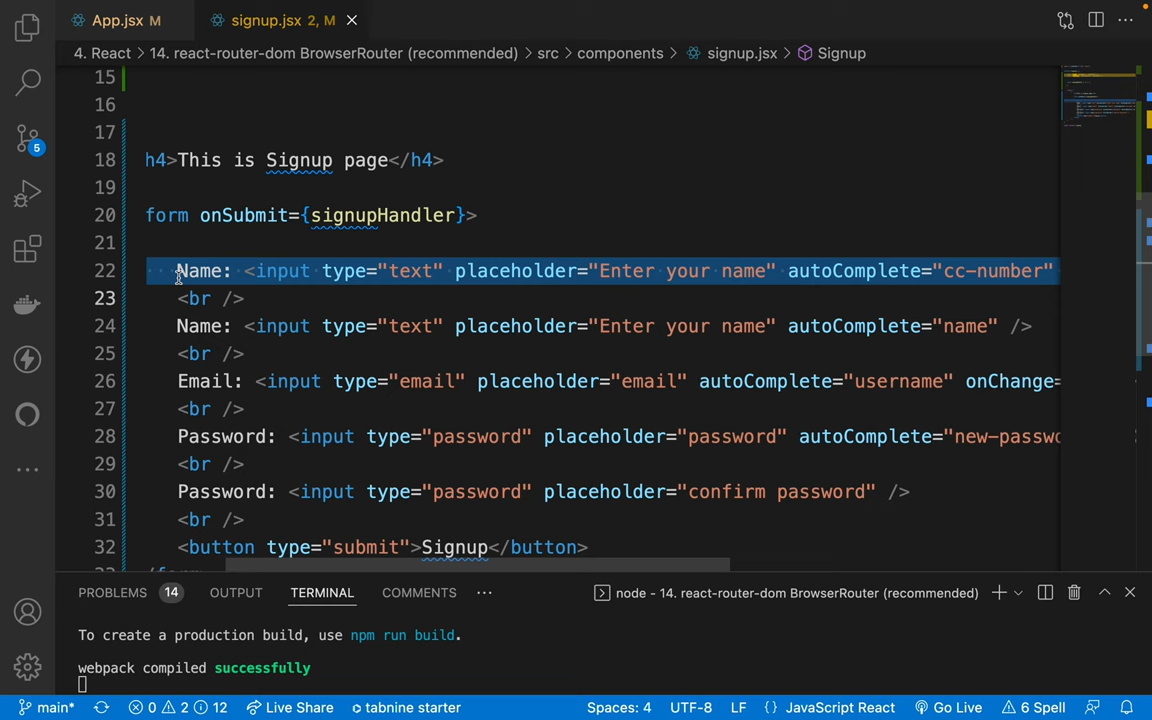 App.jsx M signup.jsx 2, M
4. React > 14. react-router-dom BrowserRouter (recommended) > src > components > signup.jsx > Signup
15
16
17
18 h4>This is Signup page</h4>
19
20 form onSubmit={signupHandler}>
21
22 Name: <input type="text" placeholder="Enter your name" autoComplete="cc-number"
23 <br />
24 Name: <input type="text" placeholder="Enter your name" autoComplete="name" />
25 <br />
26 Email: <input type="email" placeholder="email" autoComplete="username" onChange=
27 <br />
28 Password: <input type="password" placeholder="password" autoComplete="new-passwo
29 <br />
30 Password: <input type="password" placeholder="confirm password" />
31 <br />
32 <button type="submit">Signup</button>
5
PROBLEMS 14 OUTPUT TERMINAL COMMENTS ... node - 14. react-router-dom BrowserRouter (recommended)
To create a production build, use npm run build.
webpack compiled successfully
main* 0 2 12 Live Share tabnine starter Spaces: 4 UTF-8 LF {} JavaScript React Go Live 6 Spell